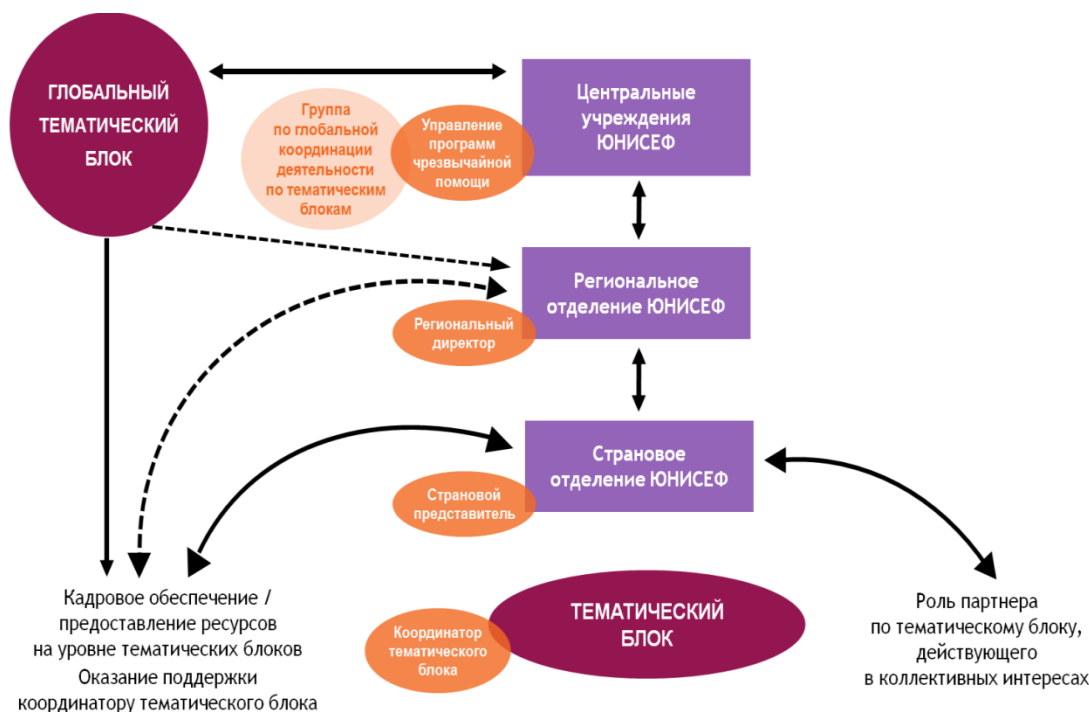 ГЛОБАЛЬНЫЙ
ТЕМАТИЧЕСКИЙ
БЛОК
Группа
по глобальной
координации
деятельности
по тематическим
блокам
Управление
программ
чрезвычайной
помощи
Центральные
учреждения
ЮНИСЕФ
Региональное
отделение ЮНИСЕФ
Региональный
директор
Страновое
отделение ЮНИСЕФ
Страновой
представитель
Кадровое обеспечение /
предоставление ресурсов
на уровне тематических блоков
Оказание поддержки
координатору тематического блока
ТЕМАТИЧЕСКИЙ
БЛОК
Координатор
тематического
блока
Роль партнера
по тематическому блоку,
действующего
в коллективных интересах